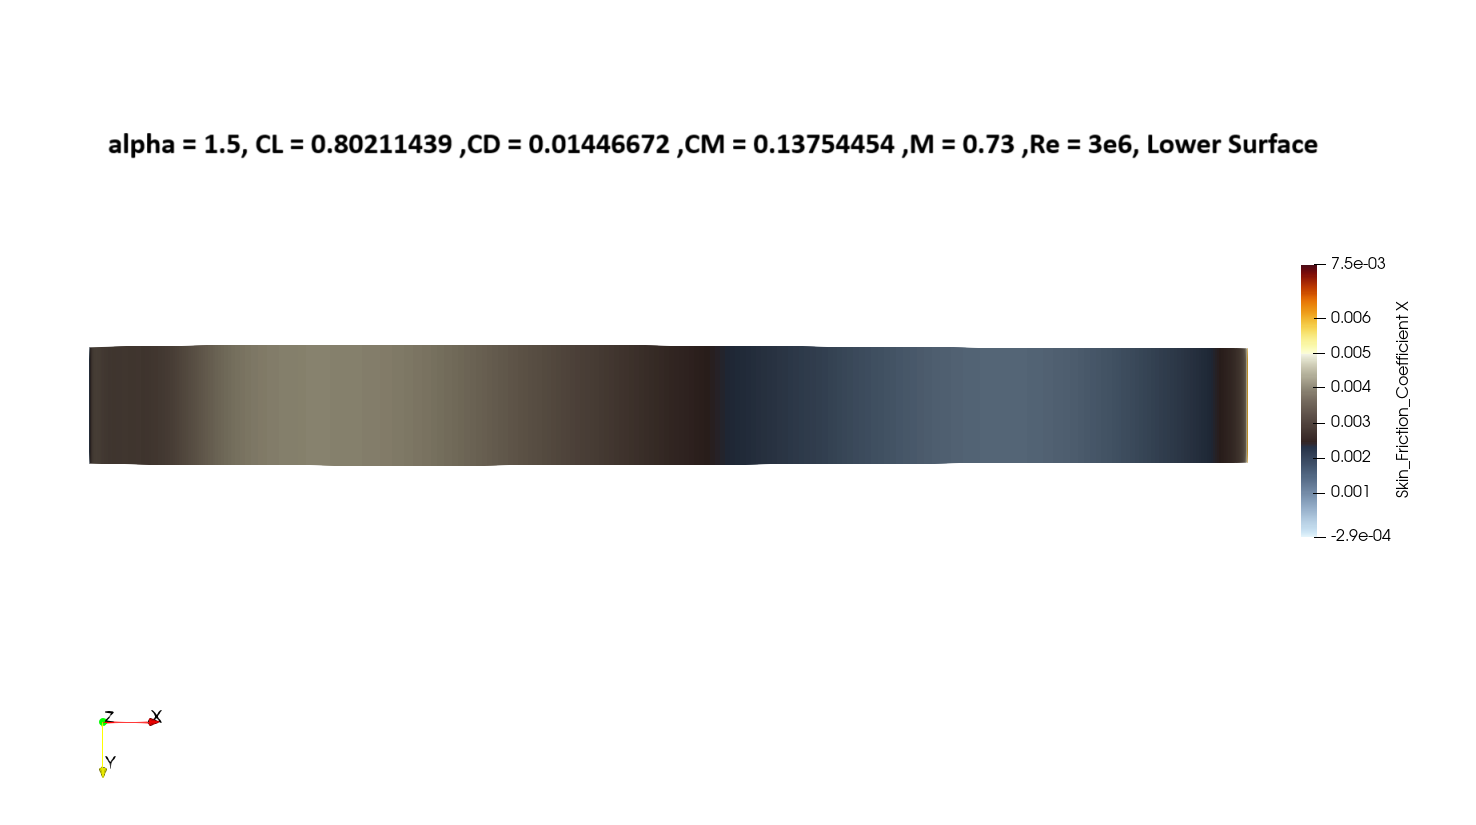 alpha = 1.5, CL = 0.80211439 ,CD = 0.01446672 ,CM = 0.13754454 ,M = 0.73 ,Re = 3e6, Lower Surface
7.5e-03
0.006
0.005
0.004
0.003
0.002
0.001
-2.9e-04
Skin_Friction_Coefficient X
Z
X
Y